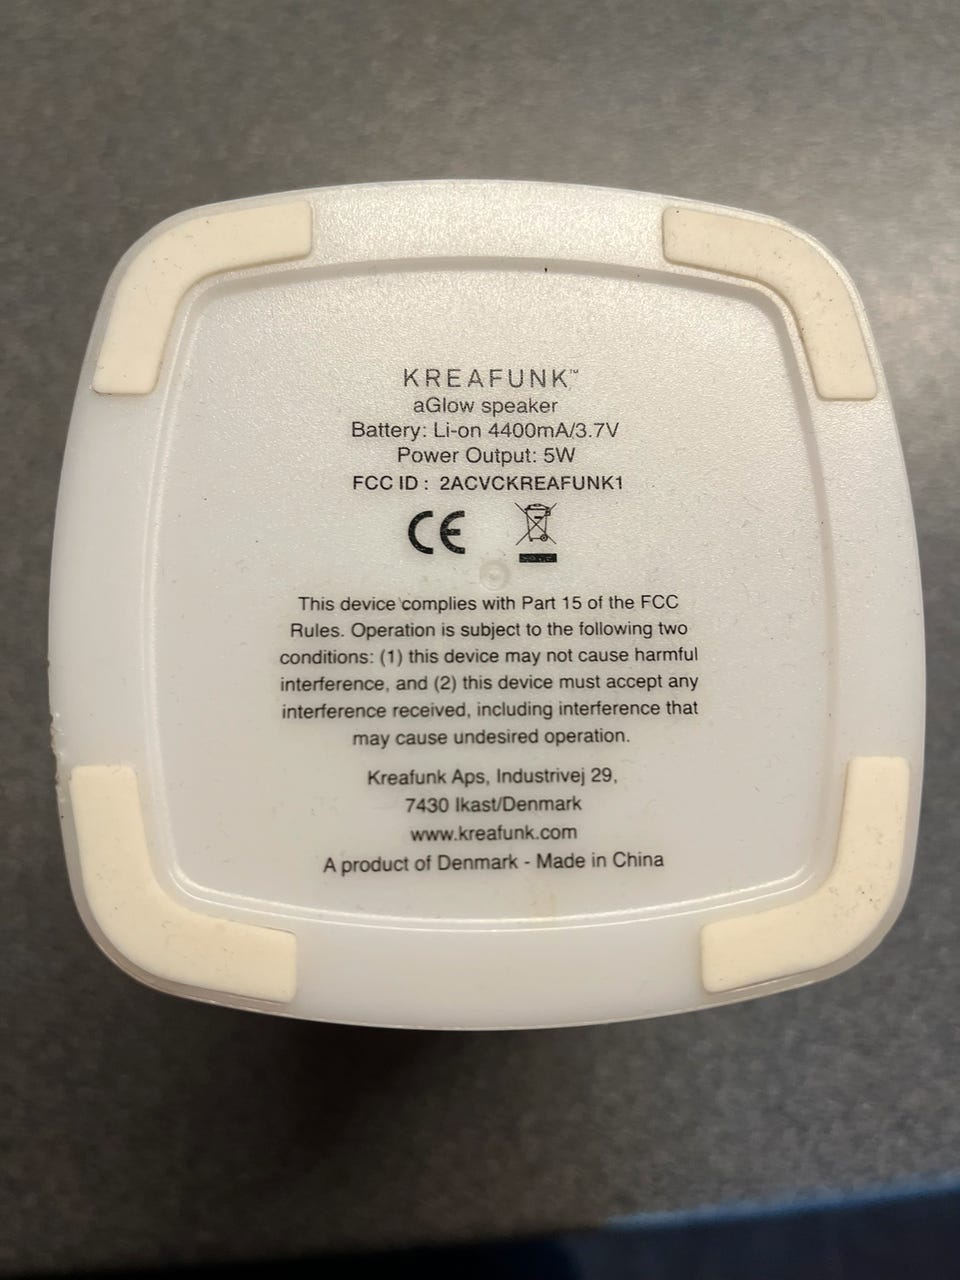 KREAFUNK™
aGlow speaker
Battery: Li-on 4400mA/3.7V
Power Output: 5W
FCC ID : 2ACVCKREAFUNK1
CE
This device complies with Part 15 of the FCC
Rules. Operation is subject to the following two
conditions: (1) this device may not cause harmful
interference, and (2) this device must accept any
interference received, including interference that
may cause undesired operation.
Kreafunk Aps, Industrivej 29,
7430 Ikast/Denmark
www.kreafunk.com
A product of Denmark - Made in China